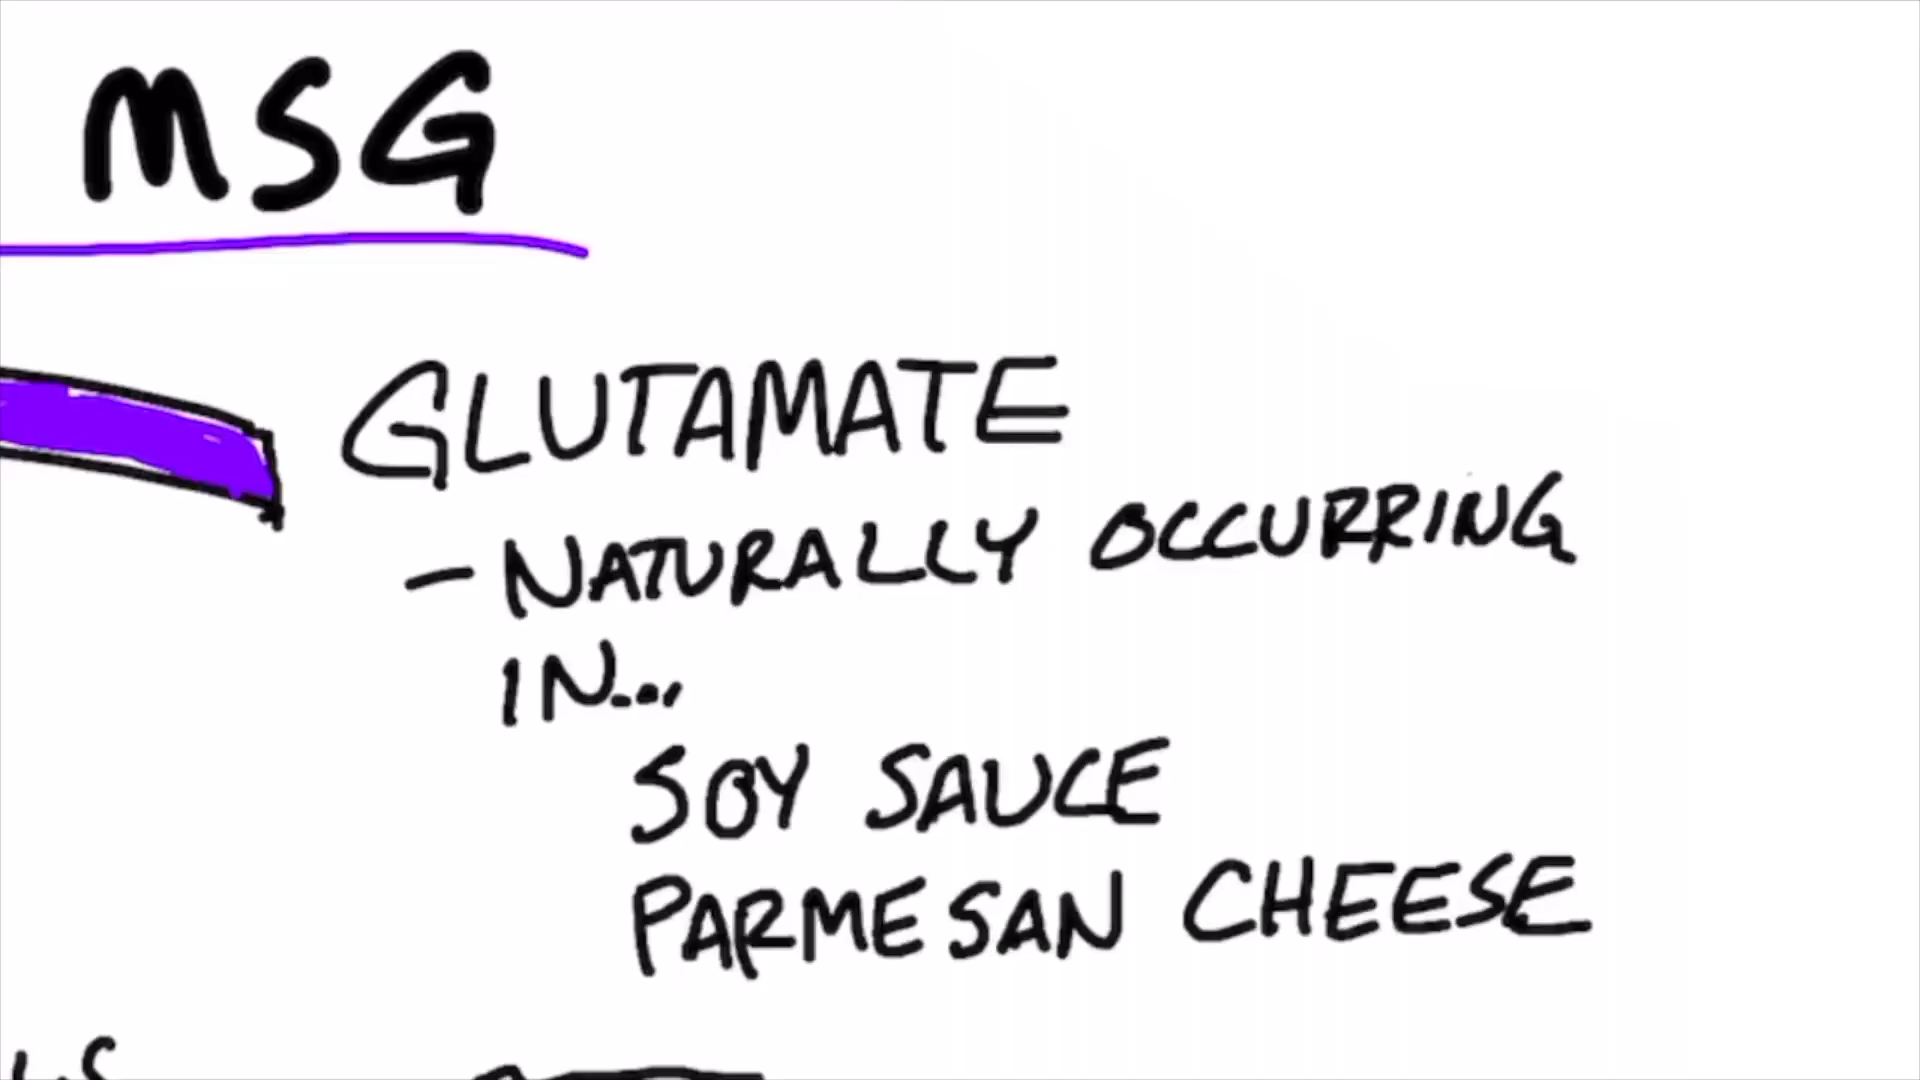 MSG
GLUTAMATE
- NATURALLY OCCURRING
IN...
SOY SAUCE
PARMESAN CHEESE